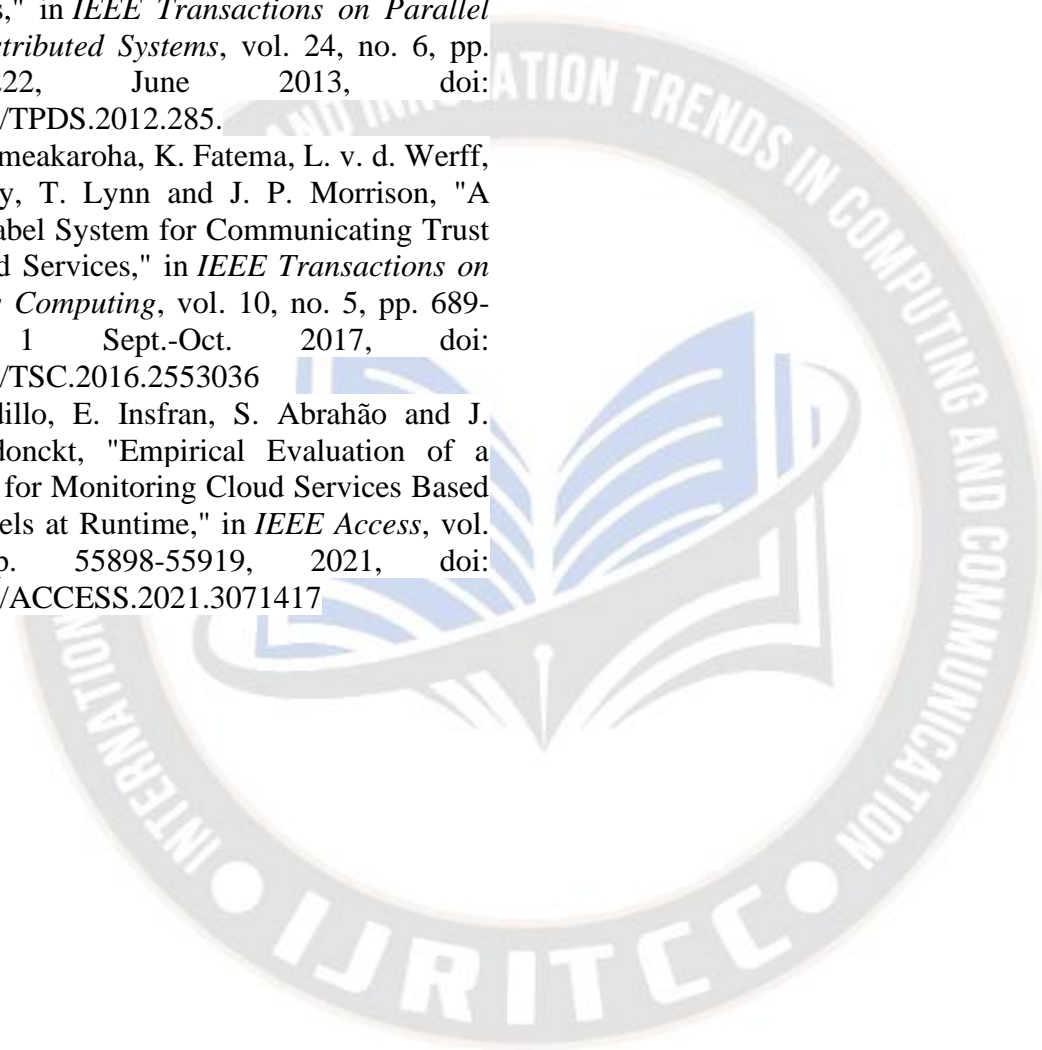 s," in IEEE Transactions on Parallel
tributed Systems, vol. 24, no. 6, pp.
22, June 2013, doi:
/TPDS.2012.285.
meakaroha, K. Fatema, L. v. d. Werff,
y, T. Lynn and J. P. Morrison, "A
abel System for Communicating Trust
d Services," in IEEE Transactions on
Computing, vol. 10, no. 5, pp. 689-
1 Sept.-Oct. 2017, doi:
/TSC.2016.2553036
dillo, E. Insfran, S. Abrahão and J.
donckt, "Empirical Evaluation of a
for Monitoring Cloud Services Based
els at Runtime," in IEEE Access, vol.
p. 55898-55919, 2021, doi:
/ACCESS.2021.3071417
INTERNATION
AND INNOVATION TRENDS IN COMPUTING AND COMMUNICATION
IJRITCC